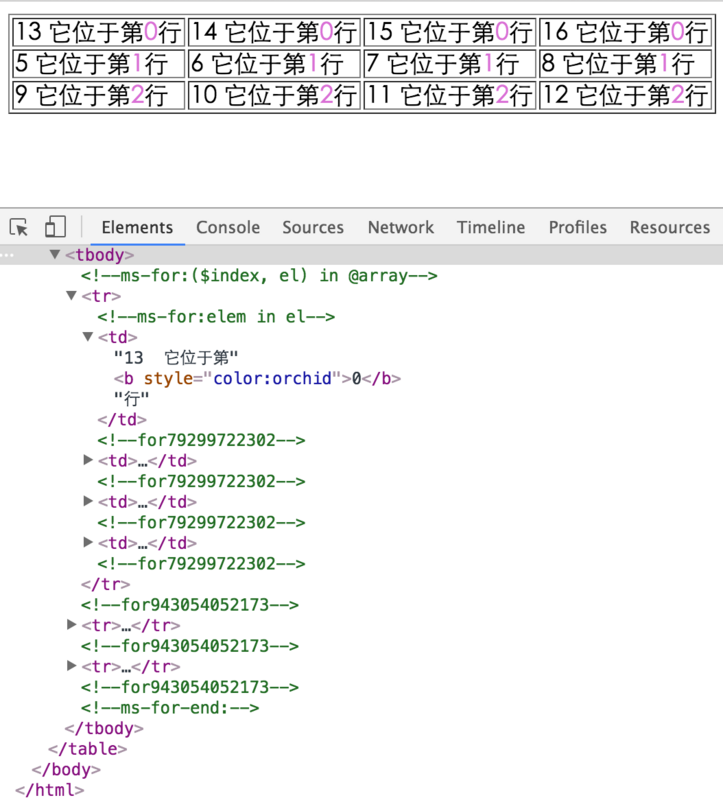 13 它位于第0行 14 它位于第0行 15 它位于第0行 16 它位于第0行
5 它位于第1行 6 它位于第1行 7 它位于第1行 8 它位于第1行
9 它位于第2行 10 它位于第2行 11 它位于第2行 12 它位于第2行
Elements Console Sources Network Timeline Profiles Resources
... ▼<tbody>
<!--ms-for:($index, el) in @array-->
▼<tr>
<!--ms-for:elem in el-->
▼<td>
"13  它位于第"
<b style="color:orchid">0</b>
"行"
</td>
<!--for79299722302-->
▶<td>…</td>
<!--for79299722302-->
▶<td>…</td>
<!--for79299722302-->
▶<td>…</td>
<!--for79299722302-->
</tr>
<!--for943054052173-->
▶<tr>…</tr>
<!--for943054052173-->
▶<tr>…</tr>
<!--for943054052173-->
<!--ms-for-end:-->
</tbody>
</table>
</body>
</html>